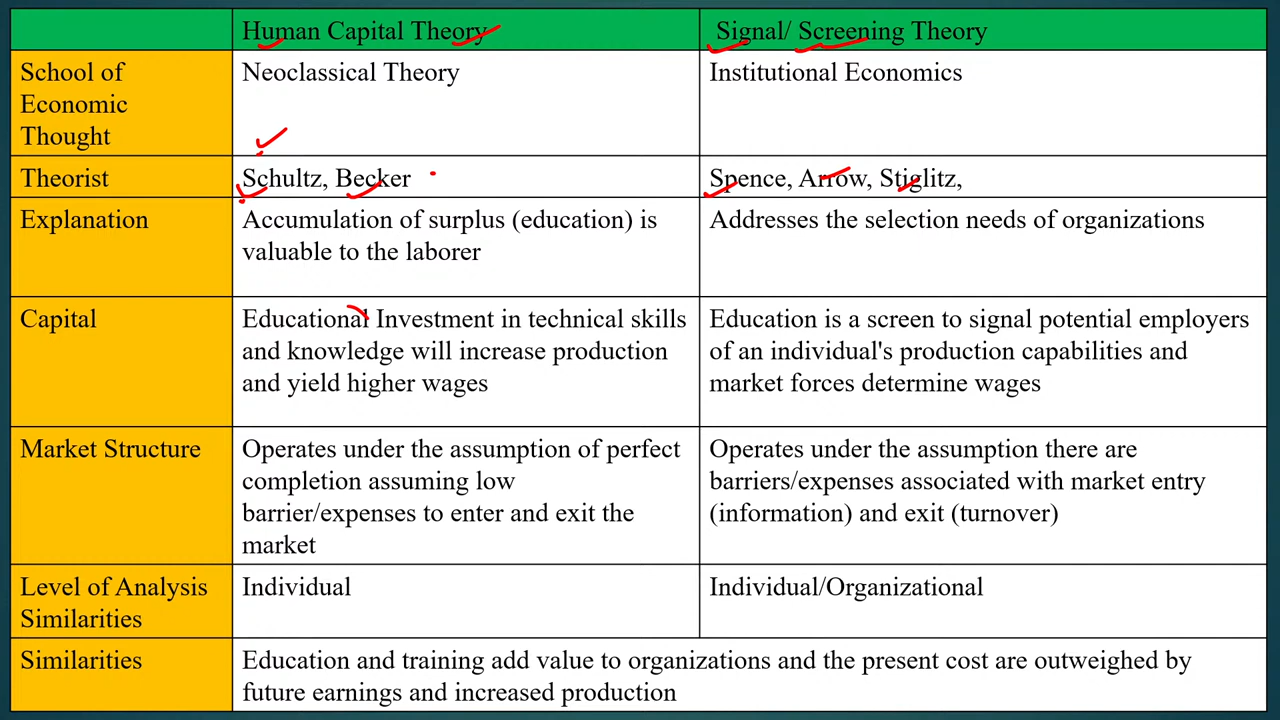 Human Capital Theory
Signal/ Screening Theory
School of
Economic
Thought
Neoclassical Theory
Institutional Economics
Theorist
Schultz, Becker
Spence, Arrow, Stiglitz,
Explanation
Accumulation of surplus (education) is
valuable to the laborer
Addresses the selection needs of organizations
Capital
Educational Investment in technical skills
and knowledge will increase production
and yield higher wages
Education is a screen to signal potential employers
of an individual's production capabilities and
market forces determine wages
Market Structure
Operates under the assumption of perfect
completion assuming low
barrier/expenses to enter and exit the
market
Operates under the assumption there are
barriers/expenses associated with market entry
(information) and exit (turnover)
Level of Analysis
Similarities
Individual
Individual/Organizational
Similarities
Education and training add value to organizations and the present cost are outweighed by
future earnings and increased production